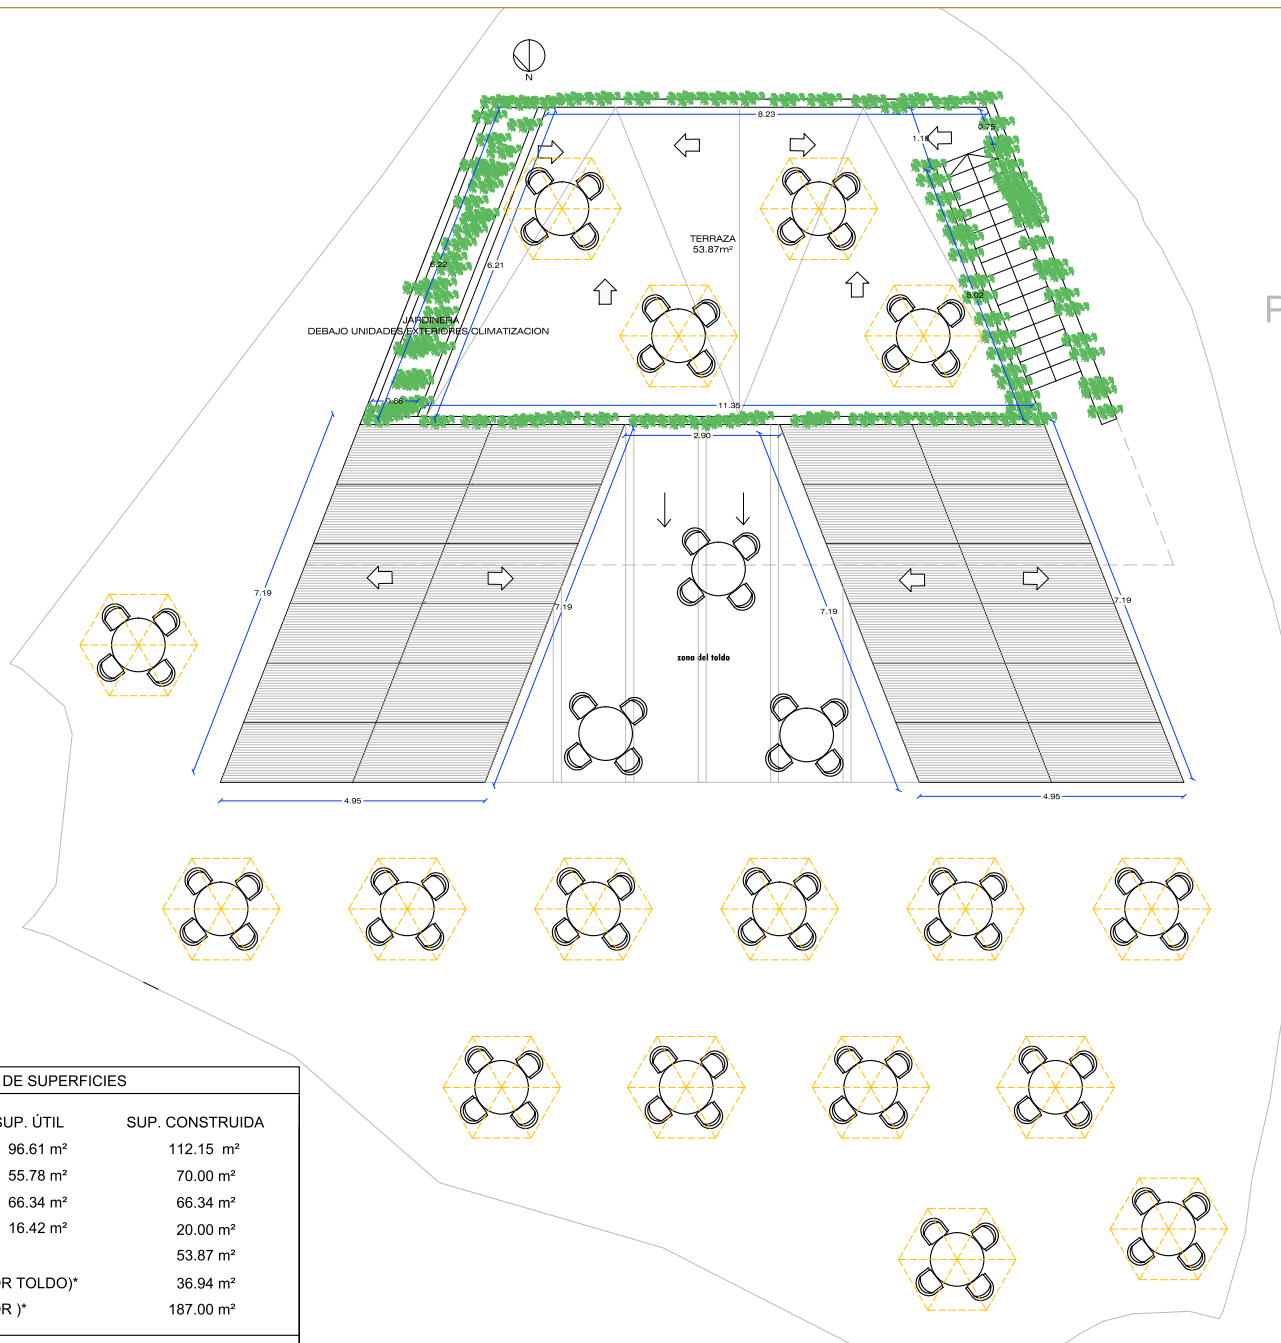 N
8.23
1.18
0.75
TERRAZA
53.87m²
6.22
6.21
5.02
JARDINERA
DEBAJO UNIDADES EXTERIORES CLIMATIZACION
0.66
11.35
2.90
7.19
7.19
7.19
7.19
zona del toldo
4.95
4.95
P
DE SUPERFICIES
SUP. ÚTIL SUP. CONSTRUIDA
96.61 m² 112.15 m²
55.78 m² 70.00 m²
66.34 m² 66.34 m²
16.42 m² 20.00 m²
53.87 m²
OR TOLDO)* 36.94 m²
OR )* 187.00 m²